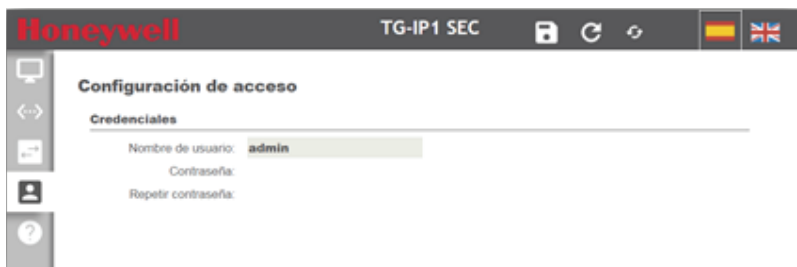 Honeywell
TG-IP1 SEC
Configuración de acceso
Credenciales
Nombre de usuario: admin
Contraseña:
Repetir contraseña: